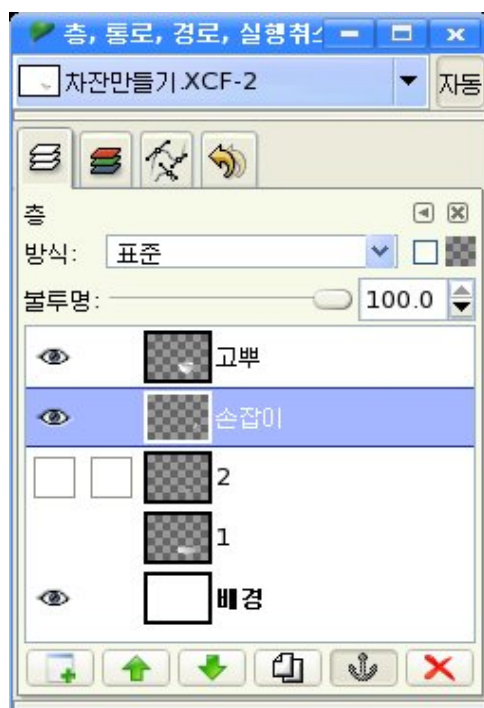 층, 통로, 경로, 실행취소
차잔만들기.XCF-2
자동
층
방식: 표준
불투명: 100.0
고뿌
손잡이
2
1
배경